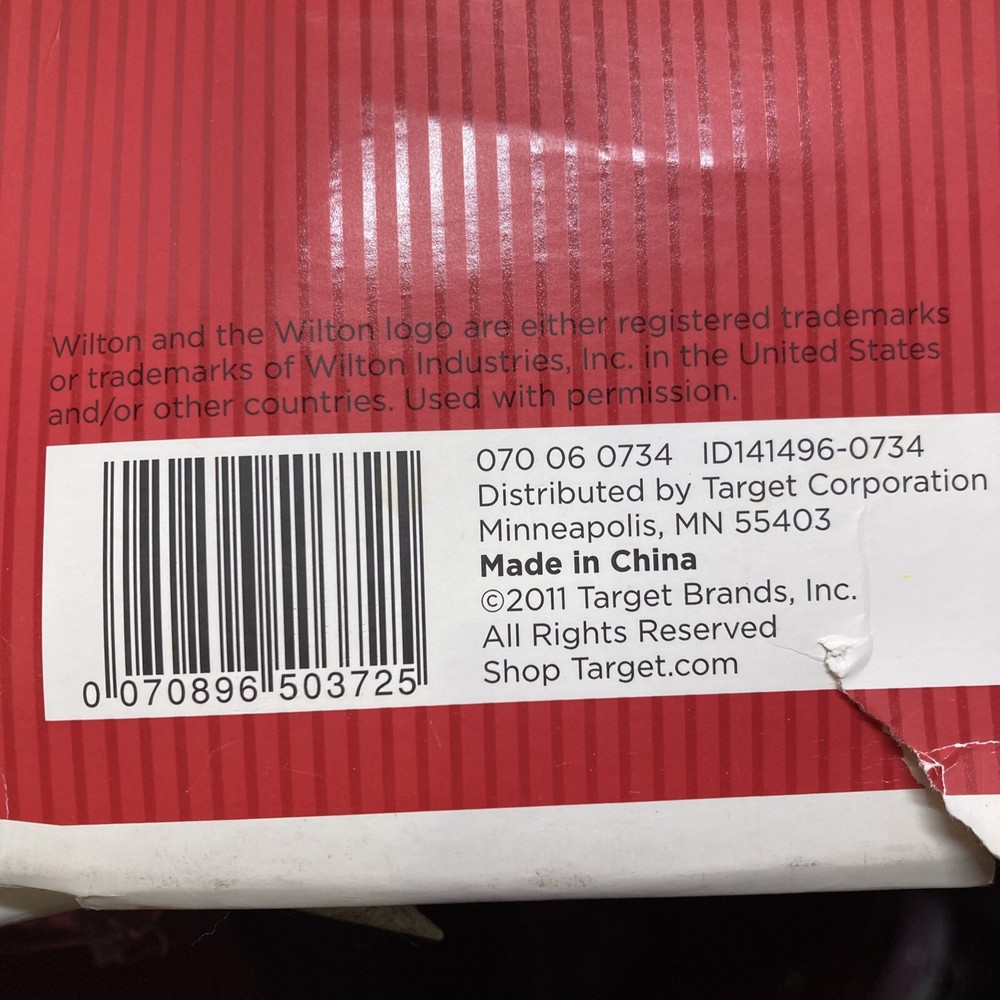 Wilton and the Wilton logo are either registered trademarks
or trademarks of Wilton Industries, Inc. in the United States
and/or other countries. Used with permission.
070 06 0734 ID141496-0734
Distributed by Target Corporation
Minneapolis, MN 55403
Made in China
©2011 Target Brands, Inc.
All Rights Reserved
Shop Target.com
0 070896 503725